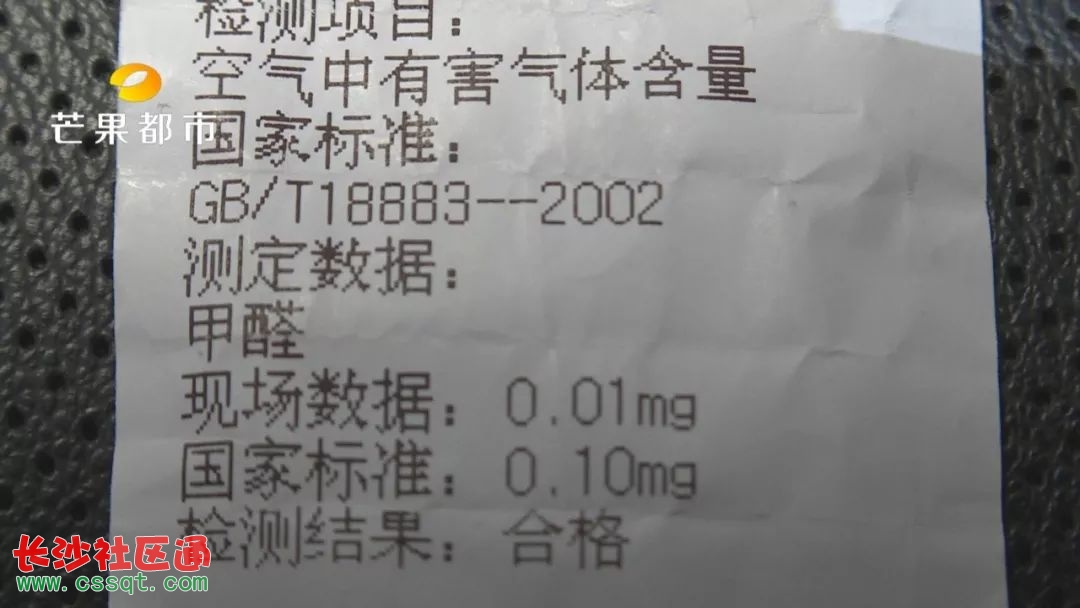 检测项目：
空气中有害气体含量
芒果都市
国家标准：
GB/T18883--2002
测定数据：
甲醛
现场数据：0.01mg
国家标准：0.10mg
检测结果：合格
长沙社区通
www.cssqt.com